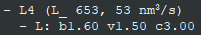 - L4 (L_ 653, 53 nm³/s)
- L: b1.60 v1.50 c3.00